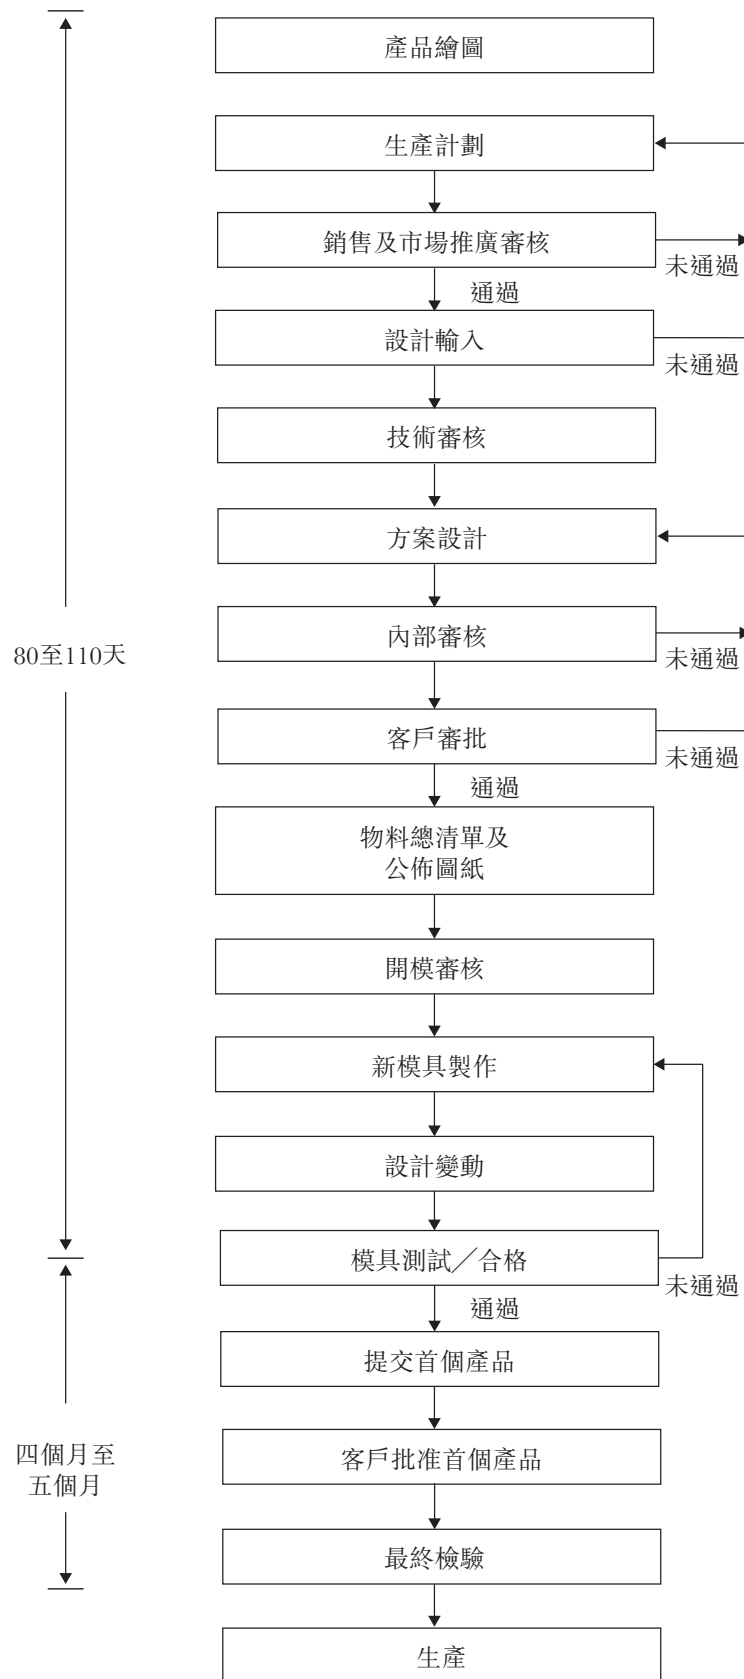 產品繪圖
生產計劃
銷售及市場推廣審核
未通過
通過
設計輸入
未通過
技術審核
方案設計
內部審核
未通過
80至110天
客戶審批
未通過
通過
物料總清單及
公佈圖紙
開模審核
新模具製作
設計變動
模具測試／合格
未通過
通過
提交首個產品
四個月至
五個月
客戶批准首個產品
最終檢驗
生產